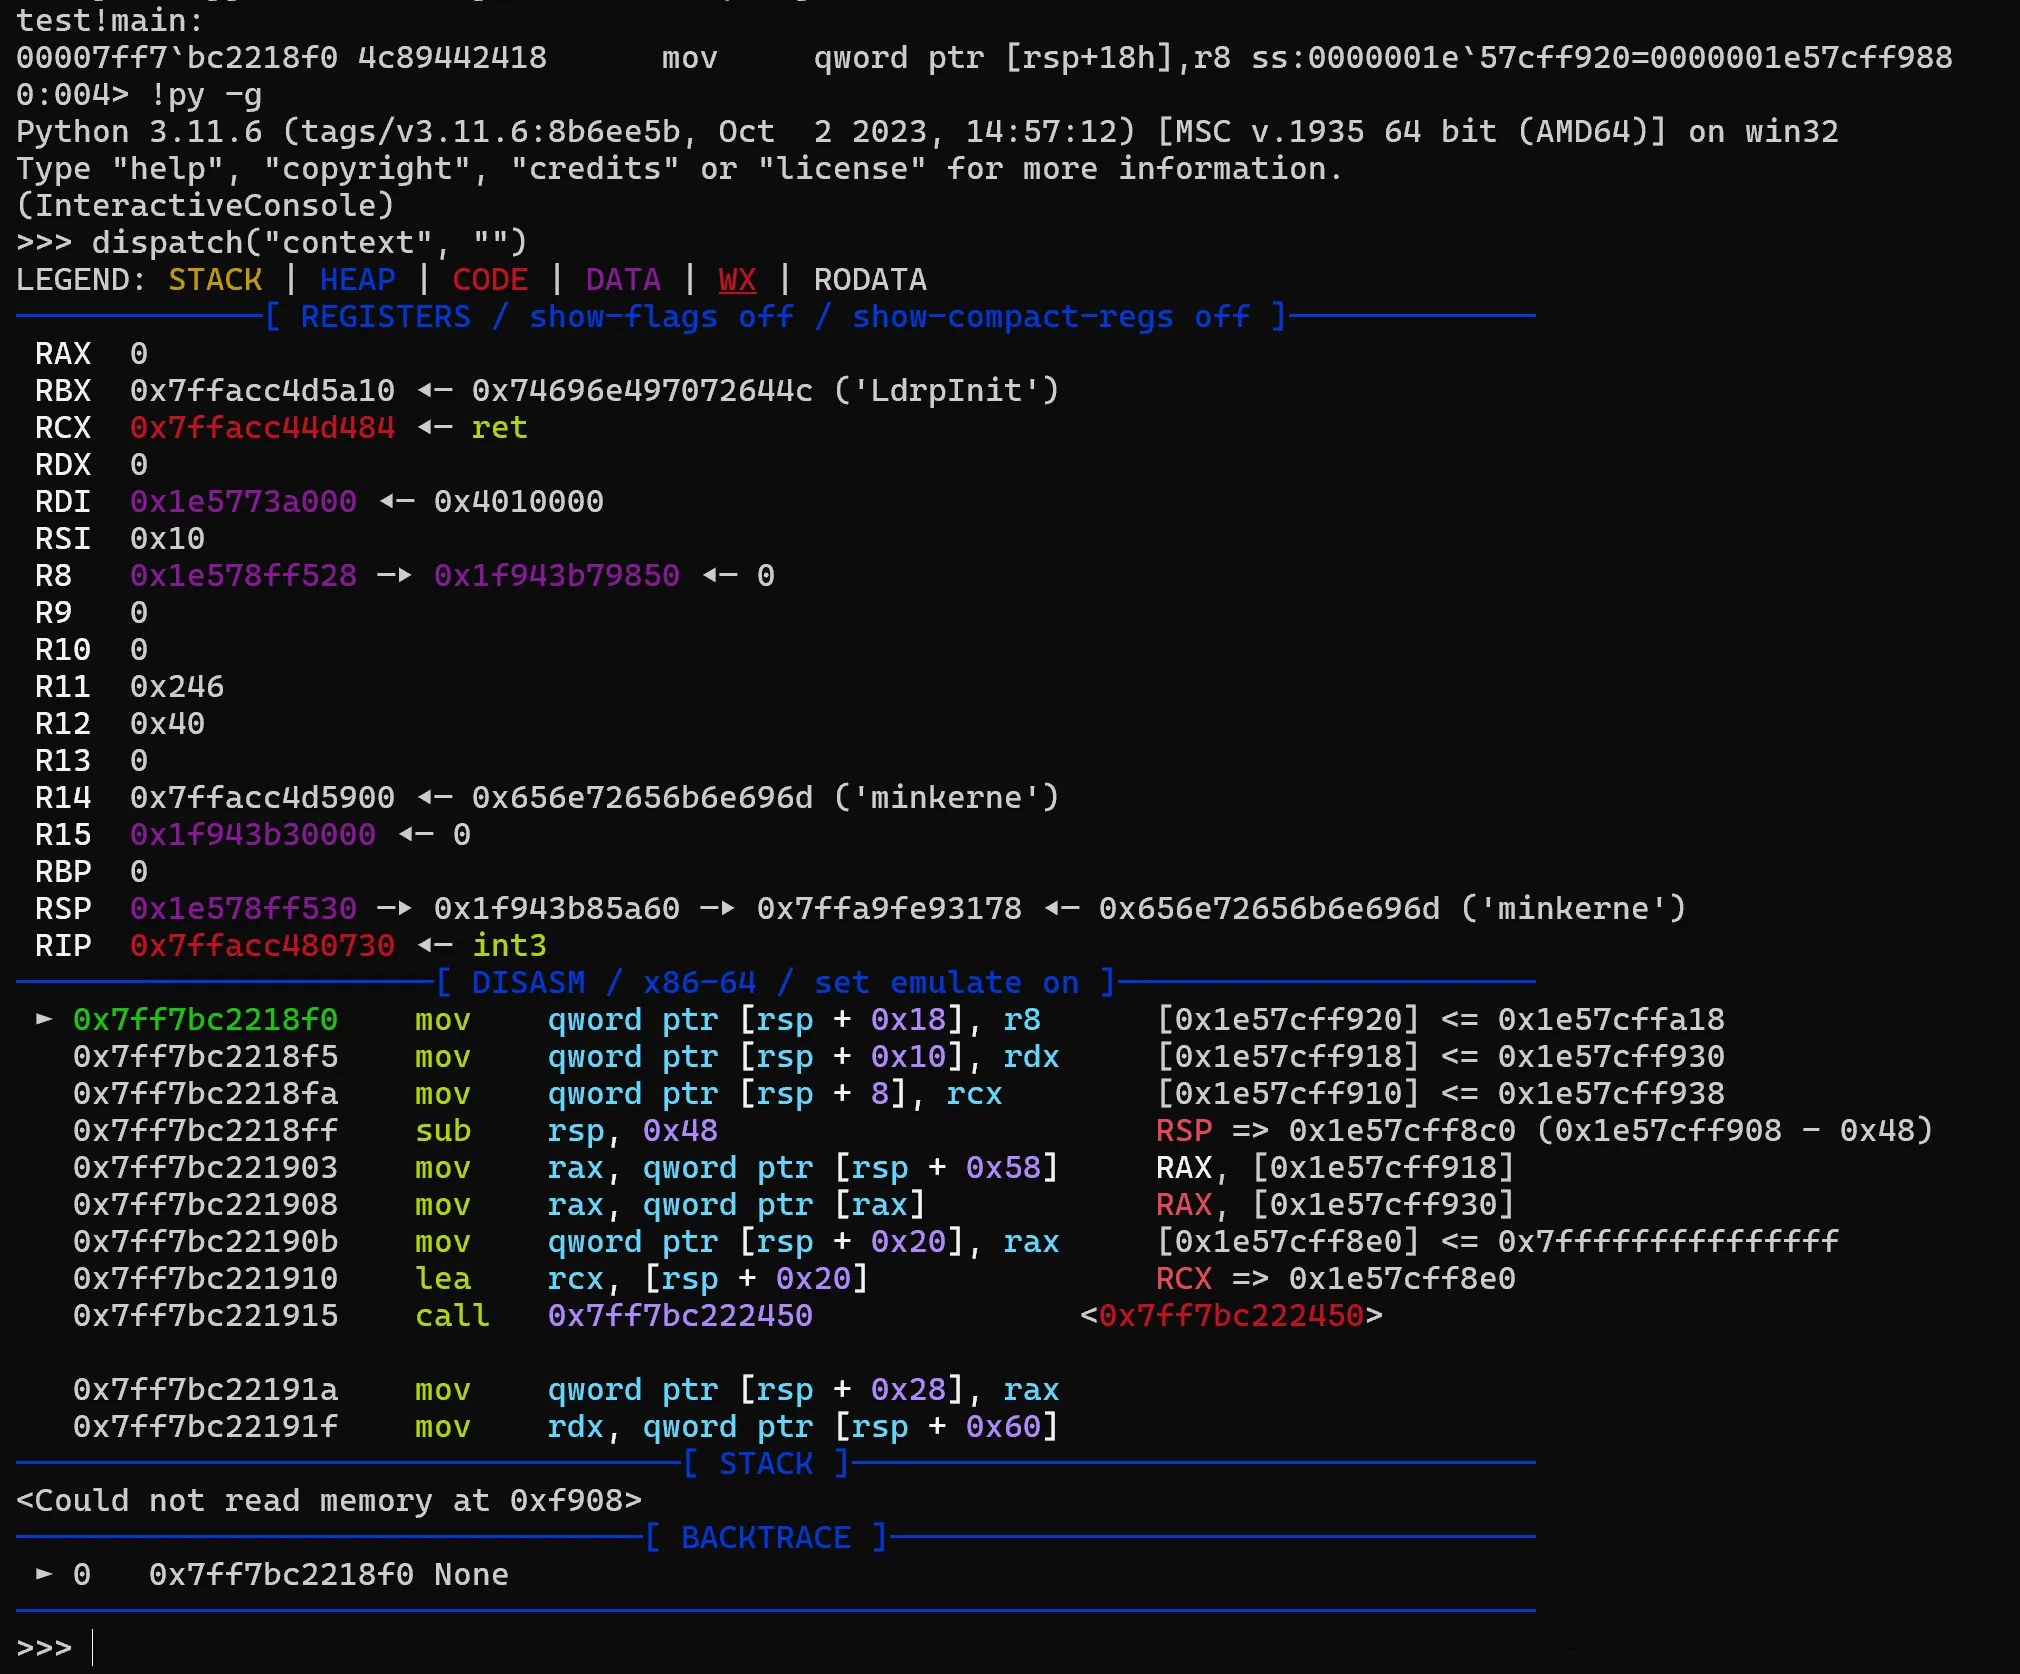 test!main:
00007ff7`bc2218f0 4c89442418      mov     qword ptr [rsp+18h],r8 ss:0000001e`57cff920=0000001e57cff988
0:004> !py -g
Python 3.11.6 (tags/v3.11.6:8b6ee5b, Oct  2 2023, 14:57:12) [MSC v.1935 64 bit (AMD64)] on win32
Type "help", "copyright", "credits" or "license" for more information.
(InteractiveConsole)
>>> dispatch("context", "")
LEGEND: STACK | HEAP | CODE | DATA | WX | RODATA
─────────────[ REGISTERS / show-flags off / show-compact-regs off ]─────────────
 RAX  0
 RBX  0x7ffacc4d5a10 ◂— 0x74696e497072644c ('LdrpInit')
 RCX  0x7ffacc44d484 ◂— ret
 RDX  0
 RDI  0x1e5773a000 ◂— 0x4010000
 RSI  0x10
 R8   0x1e578ff528 —▸ 0x1f943b79850 ◂— 0
 R9   0
 R10  0
 R11  0x246
 R12  0x40
 R13  0
 R14  0x7ffacc4d5900 ◂— 0x656e72656b6e696d ('minkerne')
 R15  0x1f943b30000 ◂— 0
 RBP  0
 RSP  0x1e578ff530 —▸ 0x1f943b85a60 —▸ 0x7ffa9fe93178 ◂— 0x656e72656b6e696d ('minkerne')
 RIP  0x7ffacc480730 ◂— int3
──────────────────────[ DISASM / x86-64 / set emulate on ]──────────────────────
 ► 0x7ff7bc2218f0    mov    qword ptr [rsp + 0x18], r8      [0x1e57cff920] <= 0x1e57cffa18
   0x7ff7bc2218f5    mov    qword ptr [rsp + 0x10], rdx     [0x1e57cff918] <= 0x1e57cff930
   0x7ff7bc2218fa    mov    qword ptr [rsp + 8], rcx        [0x1e57cff910] <= 0x1e57cff938
   0x7ff7bc2218ff    sub    rsp, 0x48                       RSP => 0x1e57cff8c0 (0x1e57cff908 - 0x48)
   0x7ff7bc221903    mov    rax, qword ptr [rsp + 0x58]     RAX, [0x1e57cff918]
   0x7ff7bc221908    mov    rax, qword ptr [rax]            RAX, [0x1e57cff930]
   0x7ff7bc22190b    mov    qword ptr [rsp + 0x20], rax     [0x1e57cff8e0] <= 0x7fffffffffffffff
   0x7ff7bc221910    lea    rcx, [rsp + 0x20]               RCX => 0x1e57cff8e0
   0x7ff7bc221915    call   0x7ff7bc222450              <0x7ff7bc222450>
   0x7ff7bc22191a    mov    qword ptr [rsp + 0x28], rax
   0x7ff7bc22191f    mov    rdx, qword ptr [rsp + 0x60]
───────────────────────────────────[ STACK ]────────────────────────────────────
<Could not read memory at 0xf908>
─────────────────────────────────[ BACKTRACE ]──────────────────────────────────
 ► 0   0x7ff7bc2218f0 None
────────────────────────────────────────────────────────────────────────────────
>>>